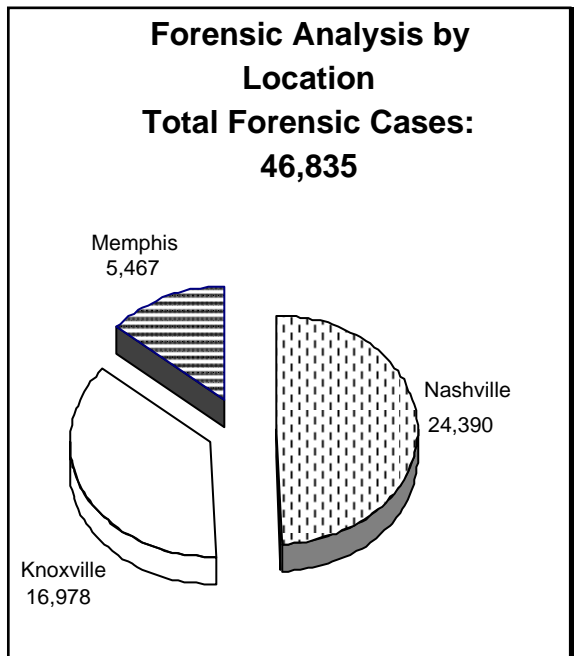 Forensic Analysis by
Location
Total Forensic Cases:
46,835
Memphis
5,467
Nashville
24,390
Knoxville
16,978